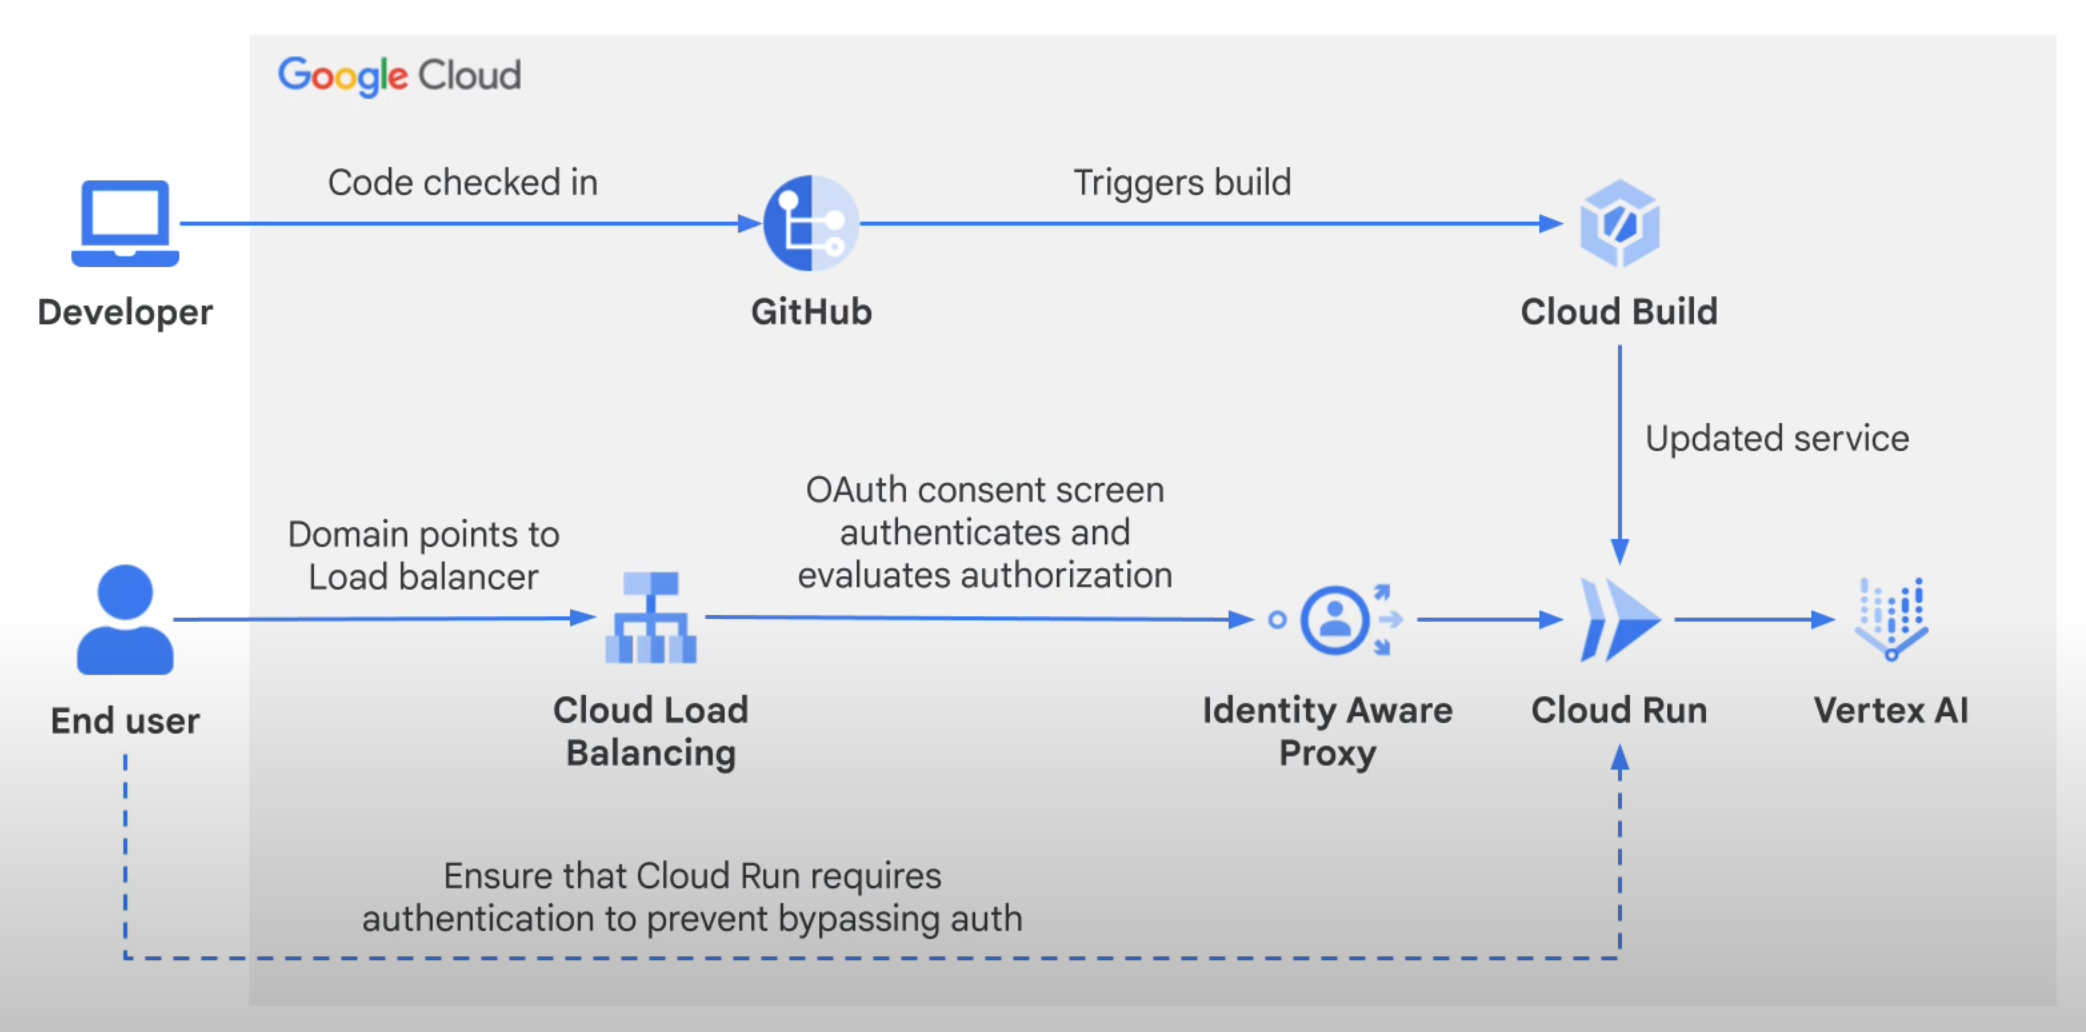 Google Cloud
Code checked in
Triggers build
Developer
GitHub
Cloud Build
Updated service
OAuth consent screen
authenticates and
evaluates authorization
Domain points to
Load balancer
End user
Cloud Load
Balancing
Identity Aware
Proxy
Cloud Run
Vertex AI
Ensure that Cloud Run requires
authentication to prevent bypassing auth